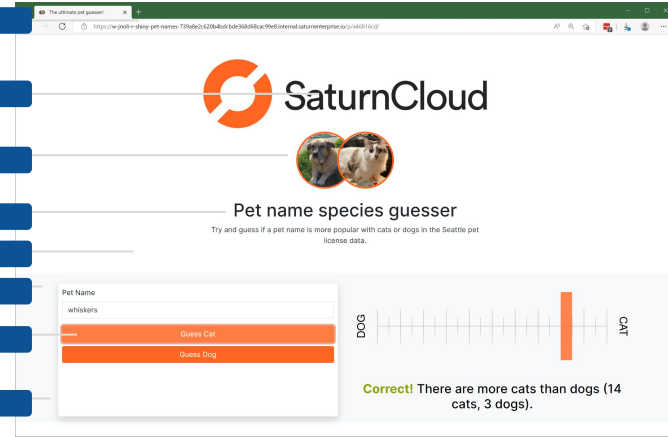 The ultimate pet guesser!
https://w-jnoli-r-shiny-pet-names-739a8e2c620b4bdcbde368d68cac99e8.internal.saturnenterprise.io/p/x46816cd/
SaturnCloud
Pet name species guesser
Try and guess if a pet name is more popular with cats or dogs in the Seattle pet
license data.
Pet Name
whiskers
Guess Cat
Guess Dog
DOG
CAT
Correct! There are more cats than dogs (14
cats, 3 dogs).